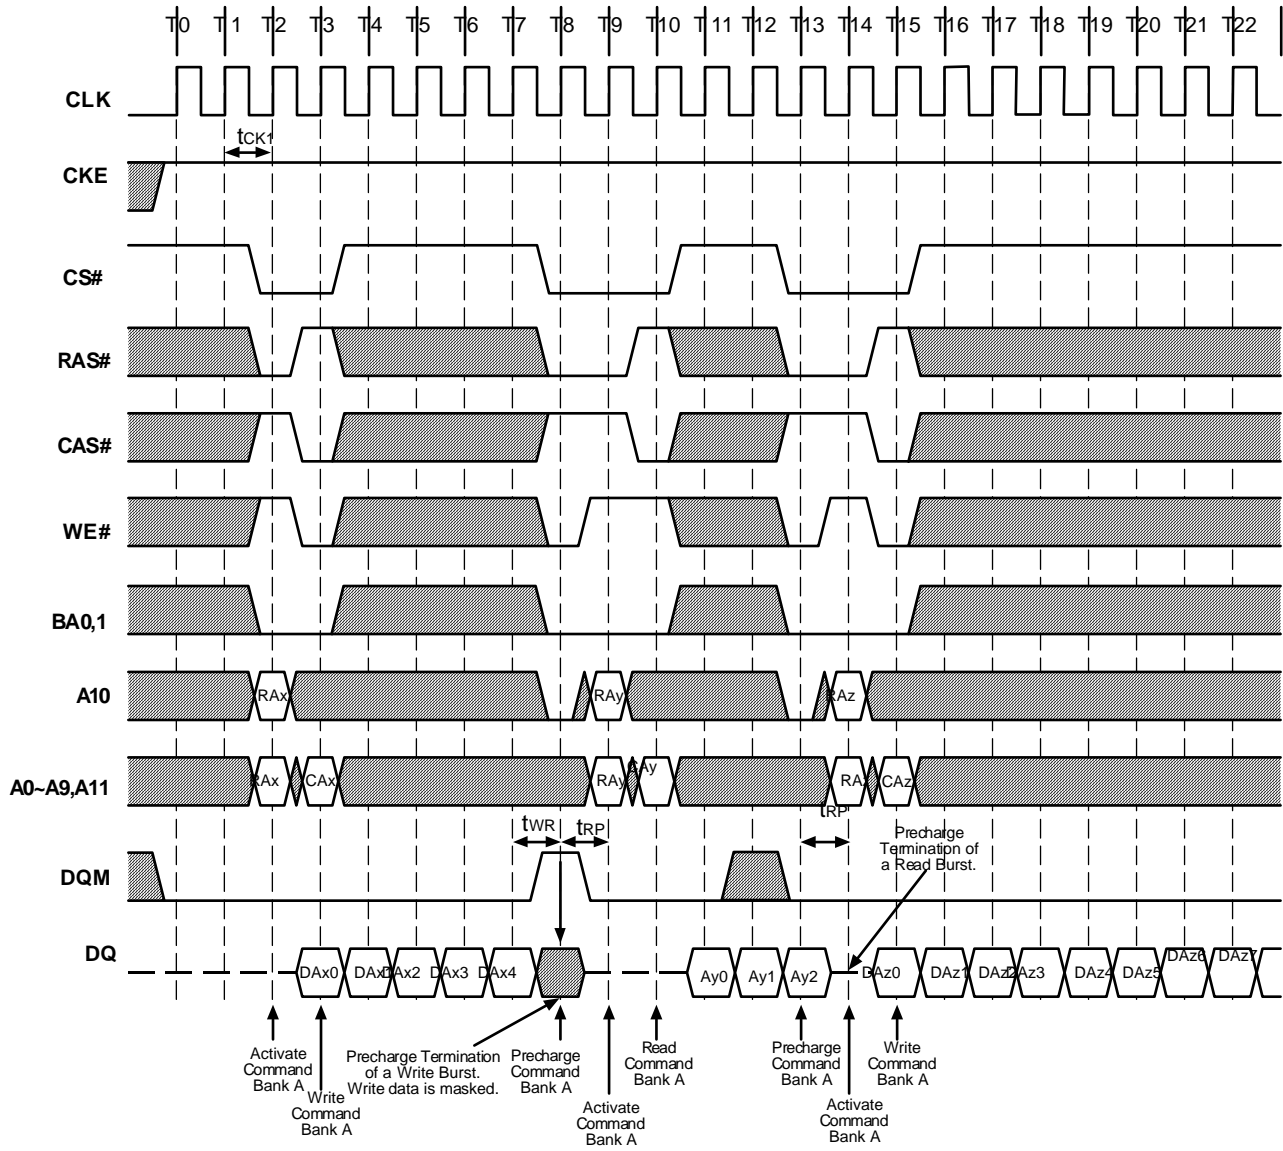 T0 T1 T2 T3 T4 T5 T6 T7 T8 T9 T10 T11 T12 T13 T14 T15 T16 T17 T18 T19 T20 T21 T22
CLK
tCK1
CKE
CS#
RAS#
CAS#
WE#
BA0,1
A10
RAx RAy RAz
A0~A9,A11
RAx CAx RAy CAy RAz CAz
tWR tRP tRP
Precharge
Termination of
a Read Burst.
DQM
DQ
DAx0 DAx1 DAx2 DAx3 DAx4 Ay0 Ay1 Ay2 DAz0 DAz1 DAz2 DAz3 DAz4 DAz5 DAz6 DAz7
Activate
Command
Bank A
Write
Command
Bank A
Precharge Termination
of a Write Burst.
Write data is masked.
Precharge
Command
Bank A
Activate
Command
Bank A
Read
Command
Bank A
Precharge
Command
Bank A
Activate
Command
Bank A
Write
Command
Bank A